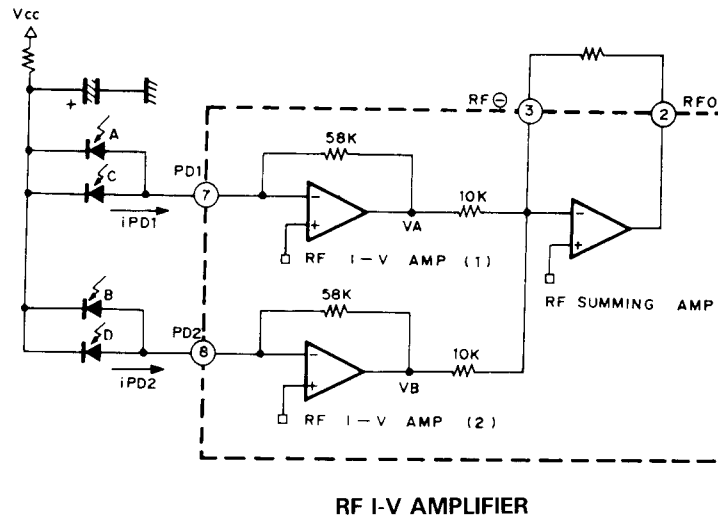 Vcc
+
RF ⊖
3
2
RFO
A
58K
PD1
7
C
10K
iPD1
−
+
VA
−
+
RF I-V AMP (1)
B
58K
RF SUMMING AMP
D
PD2
8
10K
iPD2
−
+
VB
RF I-V AMP (2)
RF I-V AMPLIFIER